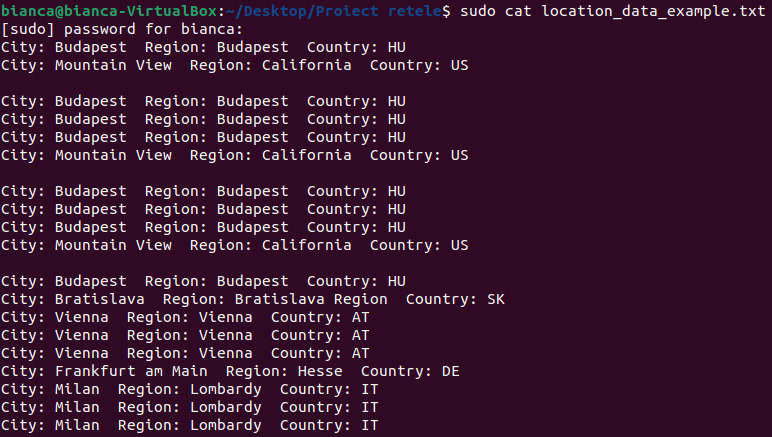 bianca@bianca-VirtualBox:~/Desktop/Proiect retele$ sudo cat location_data_example.txt
[sudo] password for bianca:
City: Budapest  Region: Budapest  Country: HU
City: Mountain View  Region: California  Country: US

City: Budapest  Region: Budapest  Country: HU
City: Budapest  Region: Budapest  Country: HU
City: Budapest  Region: Budapest  Country: HU
City: Mountain View  Region: California  Country: US

City: Budapest  Region: Budapest  Country: HU
City: Budapest  Region: Budapest  Country: HU
City: Budapest  Region: Budapest  Country: HU
City: Mountain View  Region: California  Country: US

City: Budapest  Region: Budapest  Country: HU
City: Bratislava  Region: Bratislava Region  Country: SK
City: Vienna  Region: Vienna  Country: AT
City: Vienna  Region: Vienna  Country: AT
City: Vienna  Region: Vienna  Country: AT
City: Frankfurt am Main  Region: Hesse  Country: DE
City: Milan  Region: Lombardy  Country: IT
City: Milan  Region: Lombardy  Country: IT
City: Milan  Region: Lombardy  Country: IT